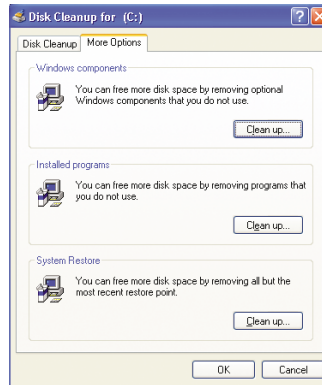 Disk Cleanup for (C:)
Disk Cleanup
More Options
Windows components
You can free more disk space by removing optional
Windows components that you do not use.
Clean up...
Installed programs
You can free more disk space by removing programs that
you do not use.
Clean up...
System Restore
You can free more disk space by removing all but the
most recent restore point.
Clean up...
OK
Cancel